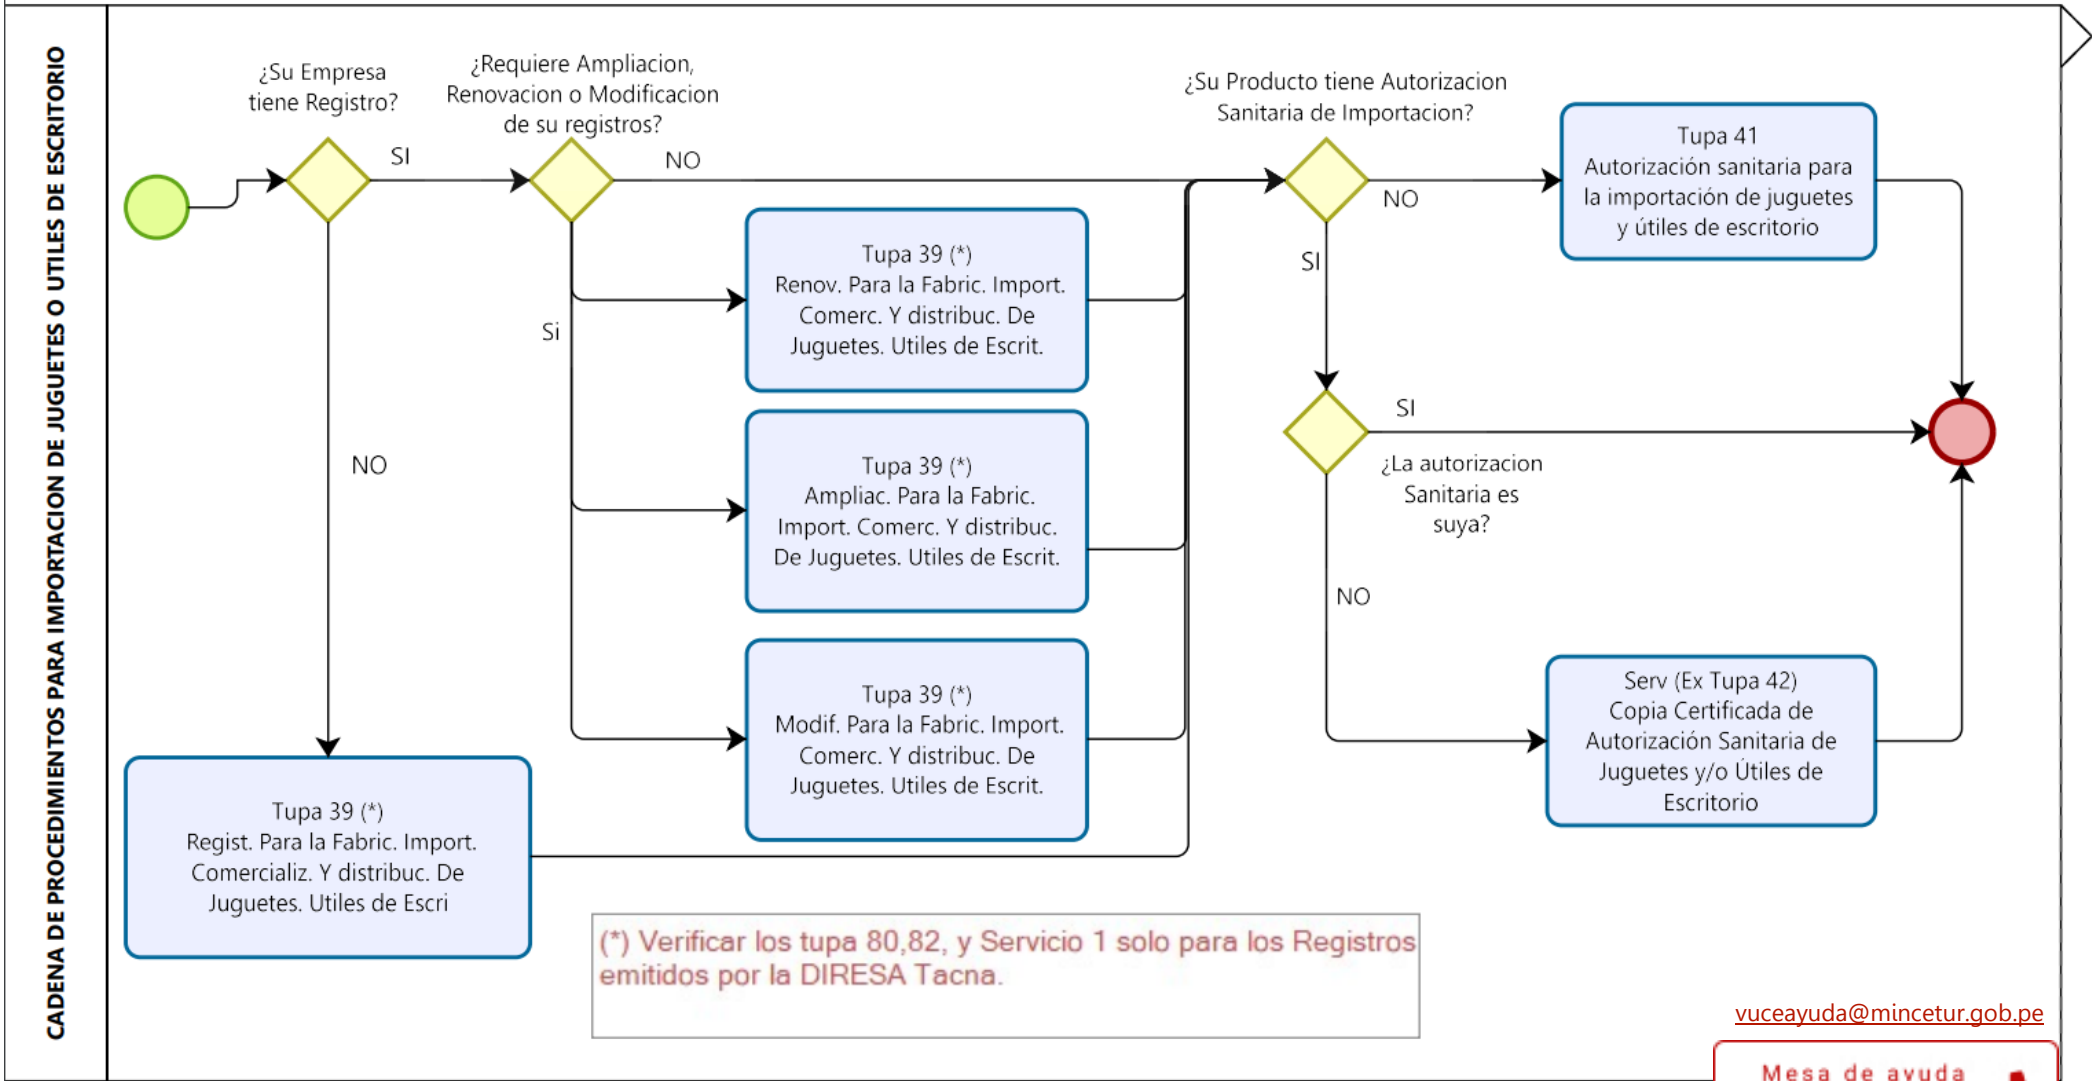 CADENA DE PROCEDIMIENTOS PARA IMPORTACION DE JUGUETES O UTILES DE ESCRITORIO
¿Su Empresa
tiene Registro?
SI
NO
¿Requiere Ampliacion,
Renovacion o Modificacion
de su registros?
NO
Si
Tupa 39 (*)
Renov. Para la Fabric. Import.
Comerc. Y distribuc. De
Juguetes. Utiles de Escrit.
Tupa 39 (*)
Ampliac. Para la Fabric.
Import. Comerc. Y distribuc.
De Juguetes. Utiles de Escrit.
Tupa 39 (*)
Modif. Para la Fabric. Import.
Comerc. Y distribuc. De
Juguetes. Utiles de Escrit.
Tupa 39 (*)
Regist. Para la Fabric. Import.
Comercializ. Y distribuc. De
Juguetes. Utiles de Escri
¿Su Producto tiene Autorizacion
Sanitaria de Importacion?
NO
SI
Tupa 41
Autorización sanitaria para
la importación de juguetes
y útiles de escritorio
SI
¿La autorizacion
Sanitaria es
suya?
NO
Serv (Ex Tupa 42)
Copia Certificada de
Autorización Sanitaria de
Juguetes y/o Útiles de
Escritorio
(*) Verificar los tupa 80,82, y Servicio 1 solo para los Registros
emitidos por la DIRESA Tacna.
vuceayuda@mincetur.gob.pe
Mesa de ayuda